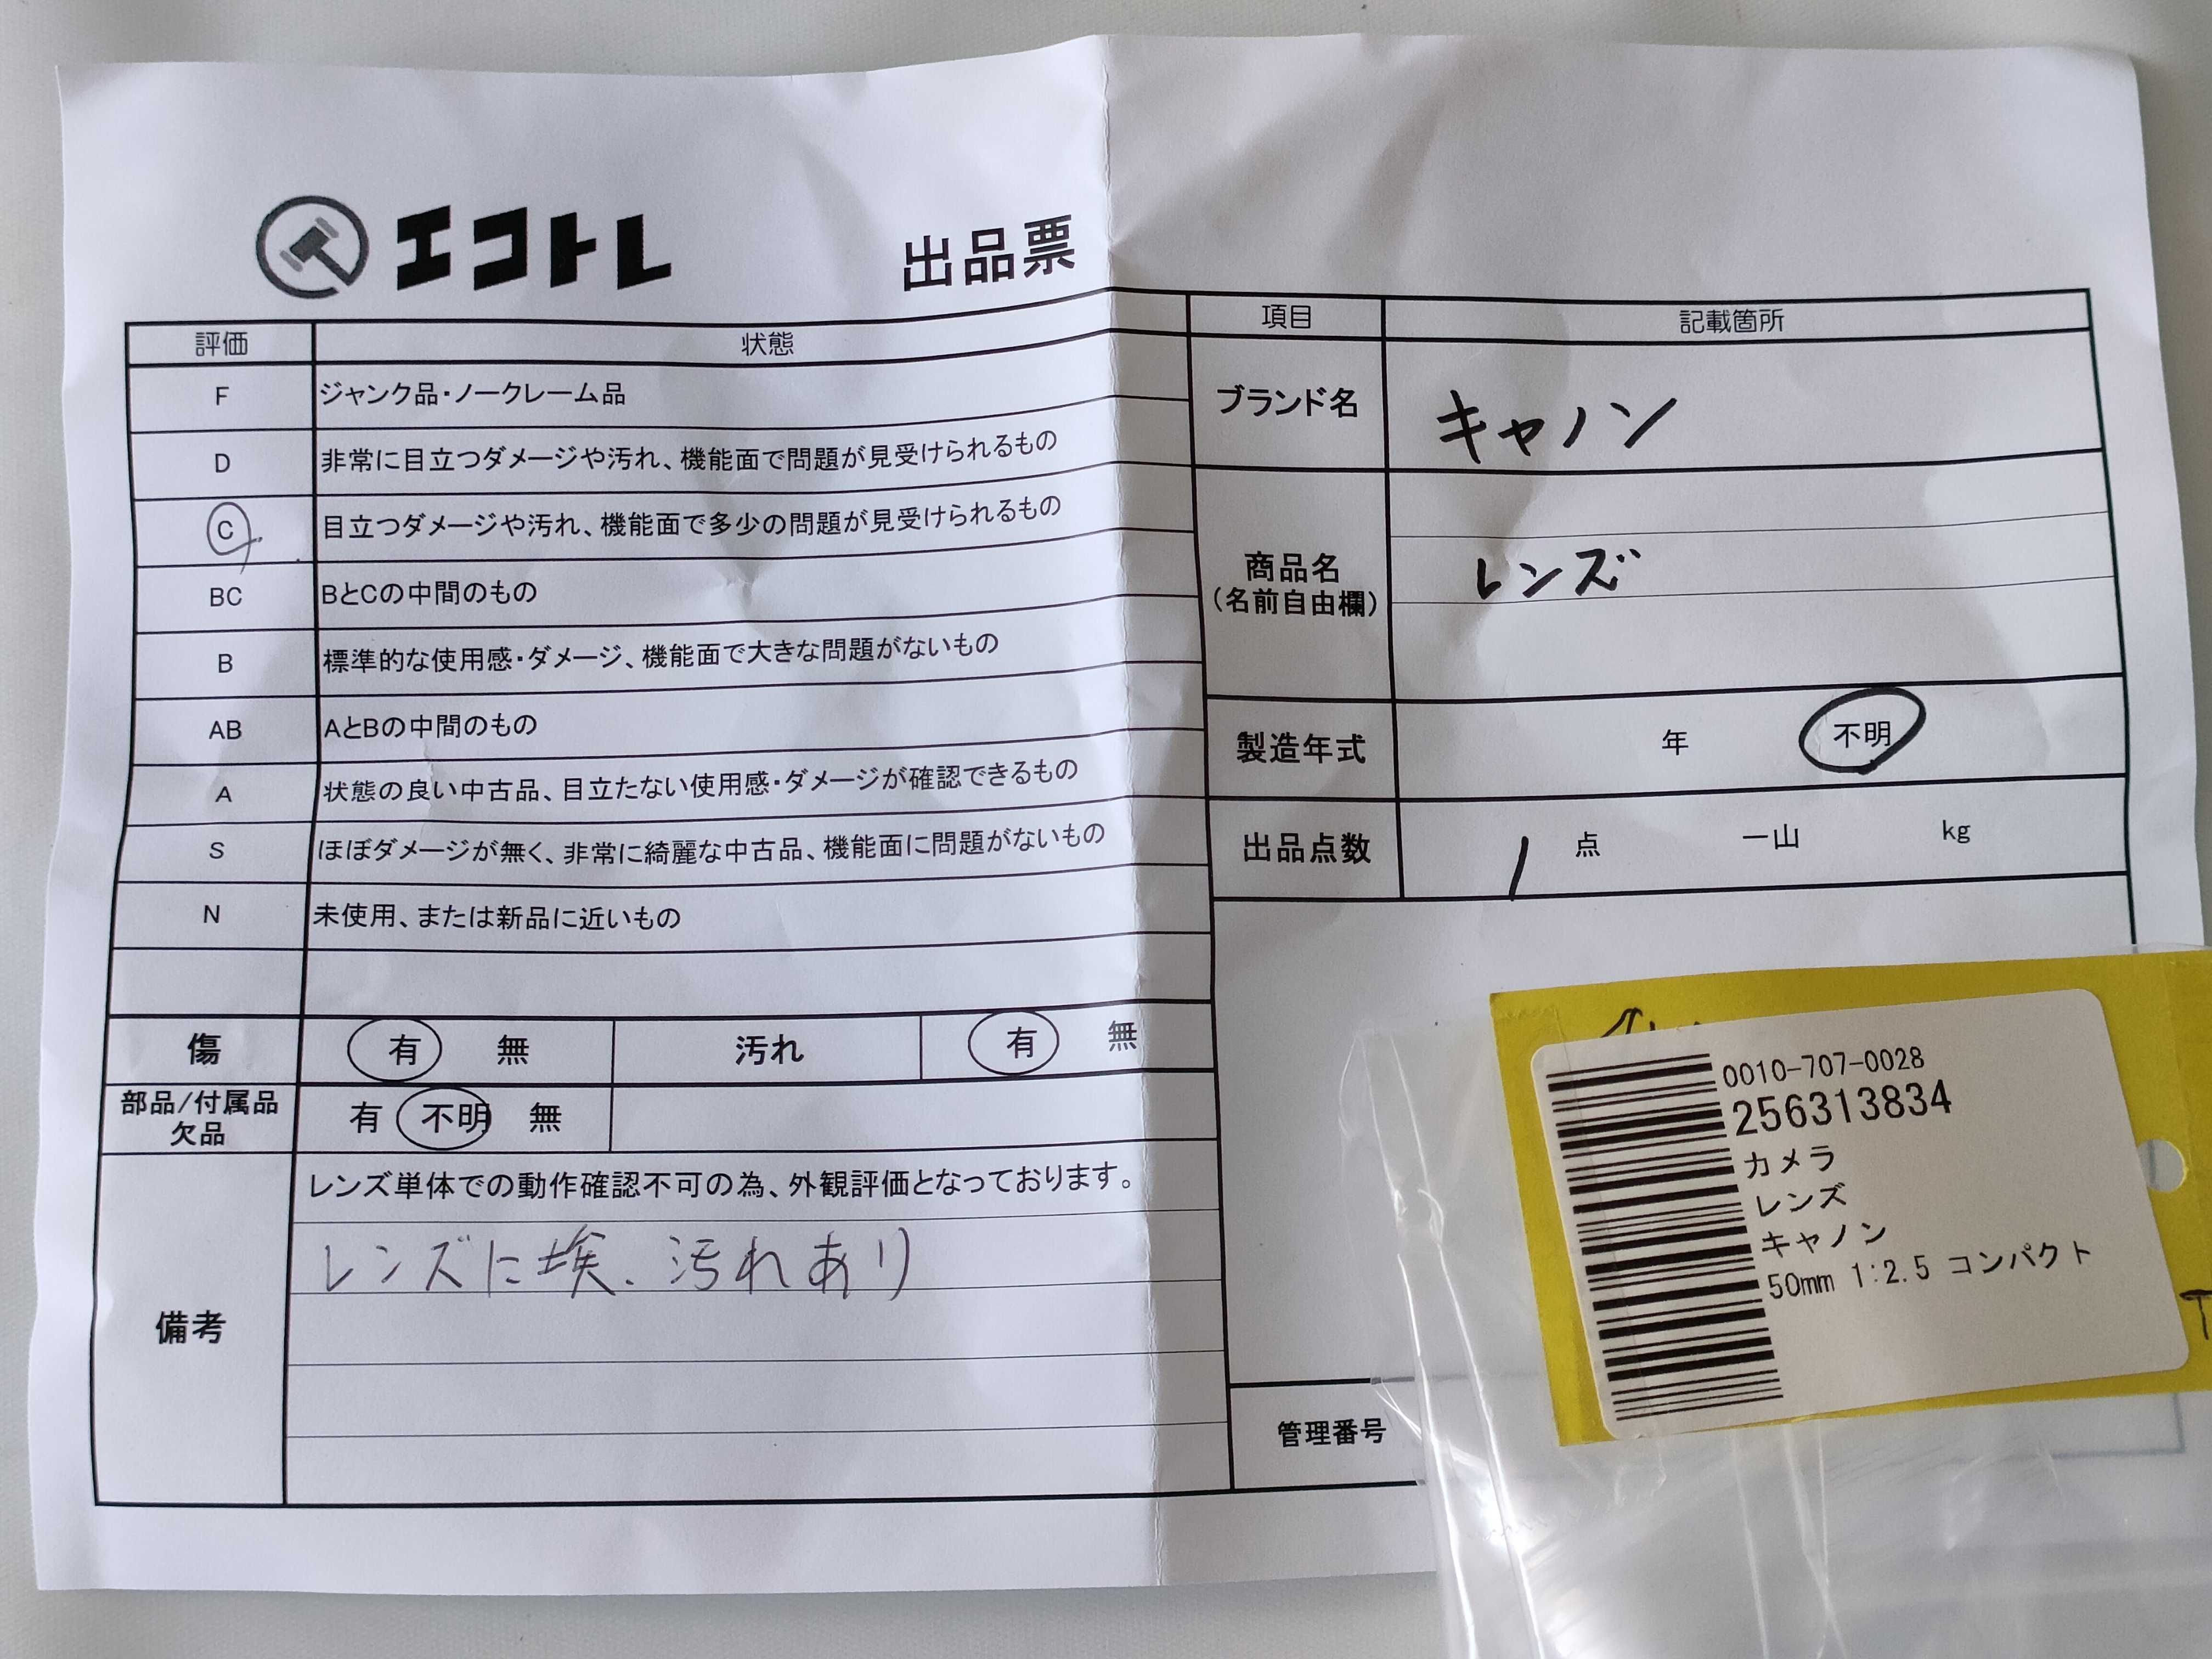 エコトレ 出品票
評価 状態
F ジャンク品・ノークレーム品
D 非常に目立つダメージや汚れ、機能面で問題が見受けられるもの
C 目立つダメージや汚れ、機能面で多少の問題が見受けられるもの
BC BとCの中間のもの
B 標準的な使用感・ダメージ、機能面で大きな問題がないもの
AB AとBの中間のもの
A 状態の良い中古品、目立たない使用感・ダメージが確認できるもの
S ほぼダメージが無く、非常に綺麗な中古品、機能面に問題がないもの
N 未使用、または新品に近いもの
傷 有 無 汚れ 有 無
部品/付属品
欠品 有 不明 無
備考
レンズ単体での動作確認不可の為、外観評価となっております。
レンズに埃、汚れあり
項目 記載箇所
ブランド名 キャノン
商品名
(名前自由欄) レンズ
製造年式 年 不明
出品点数 1 点 一山 kg
管理番号
0010-707-0028
256313834
カメラ
レンズ
キャノン
50mm 1:2.5 コンパクト